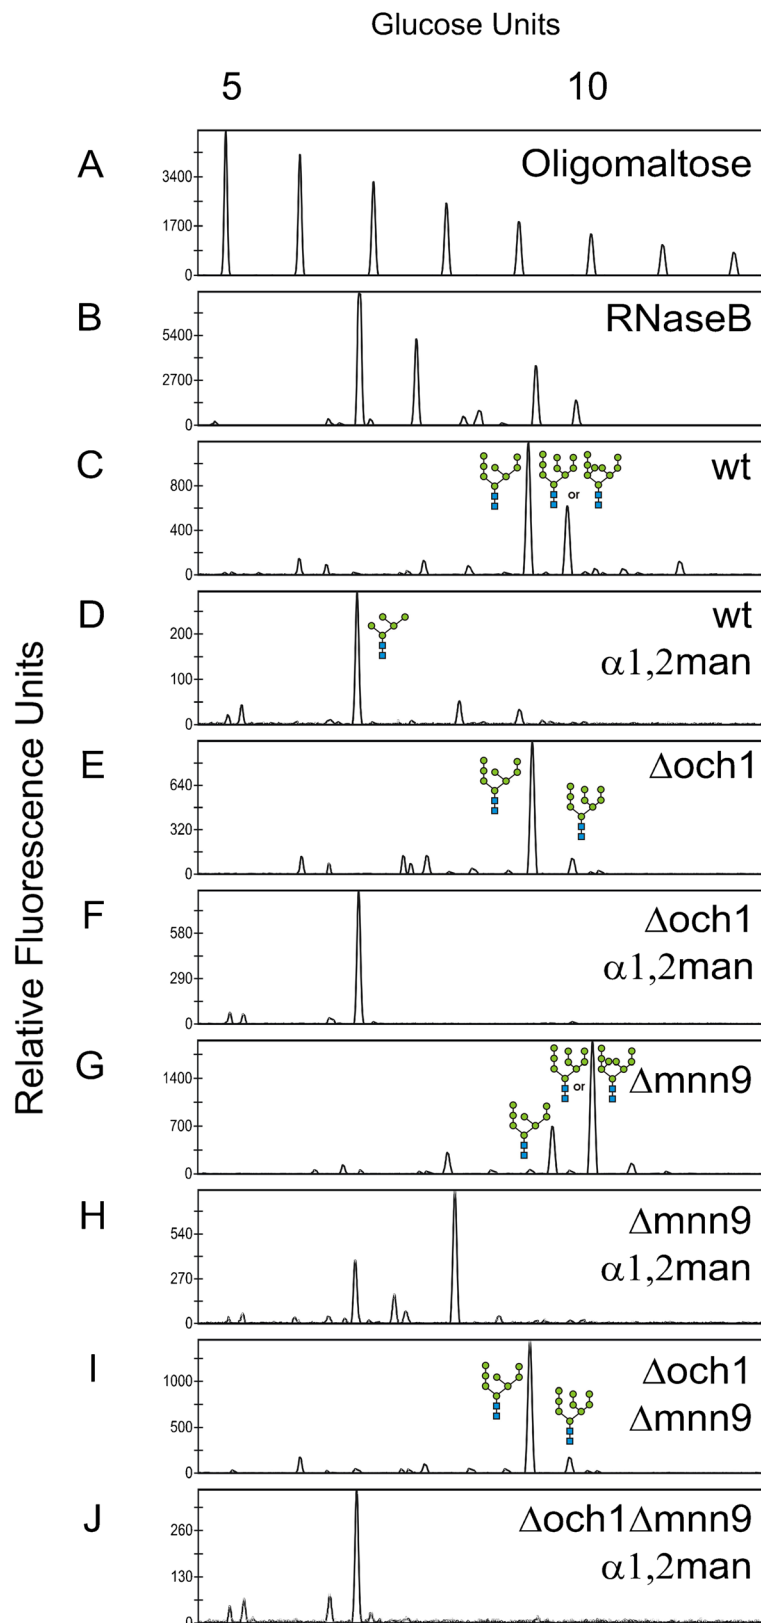 Glucose Units
5 10
A Oligomaltose
3400
1700
0
B RNaseB
5400
2700
0
C wt
or
800
400
0
D wt
α1,2man
200
100
0
E Δoch1
640
320
0
F Δoch1
α1,2man
580
290
0
G Δmnn9
or
1400
700
0
H Δmnn9
α1,2man
540
270
0
I Δoch1
Δmnn9
1000
500
0
J Δoch1Δmnn9
α1,2man
260
130
0
Relative Fluorescence Units